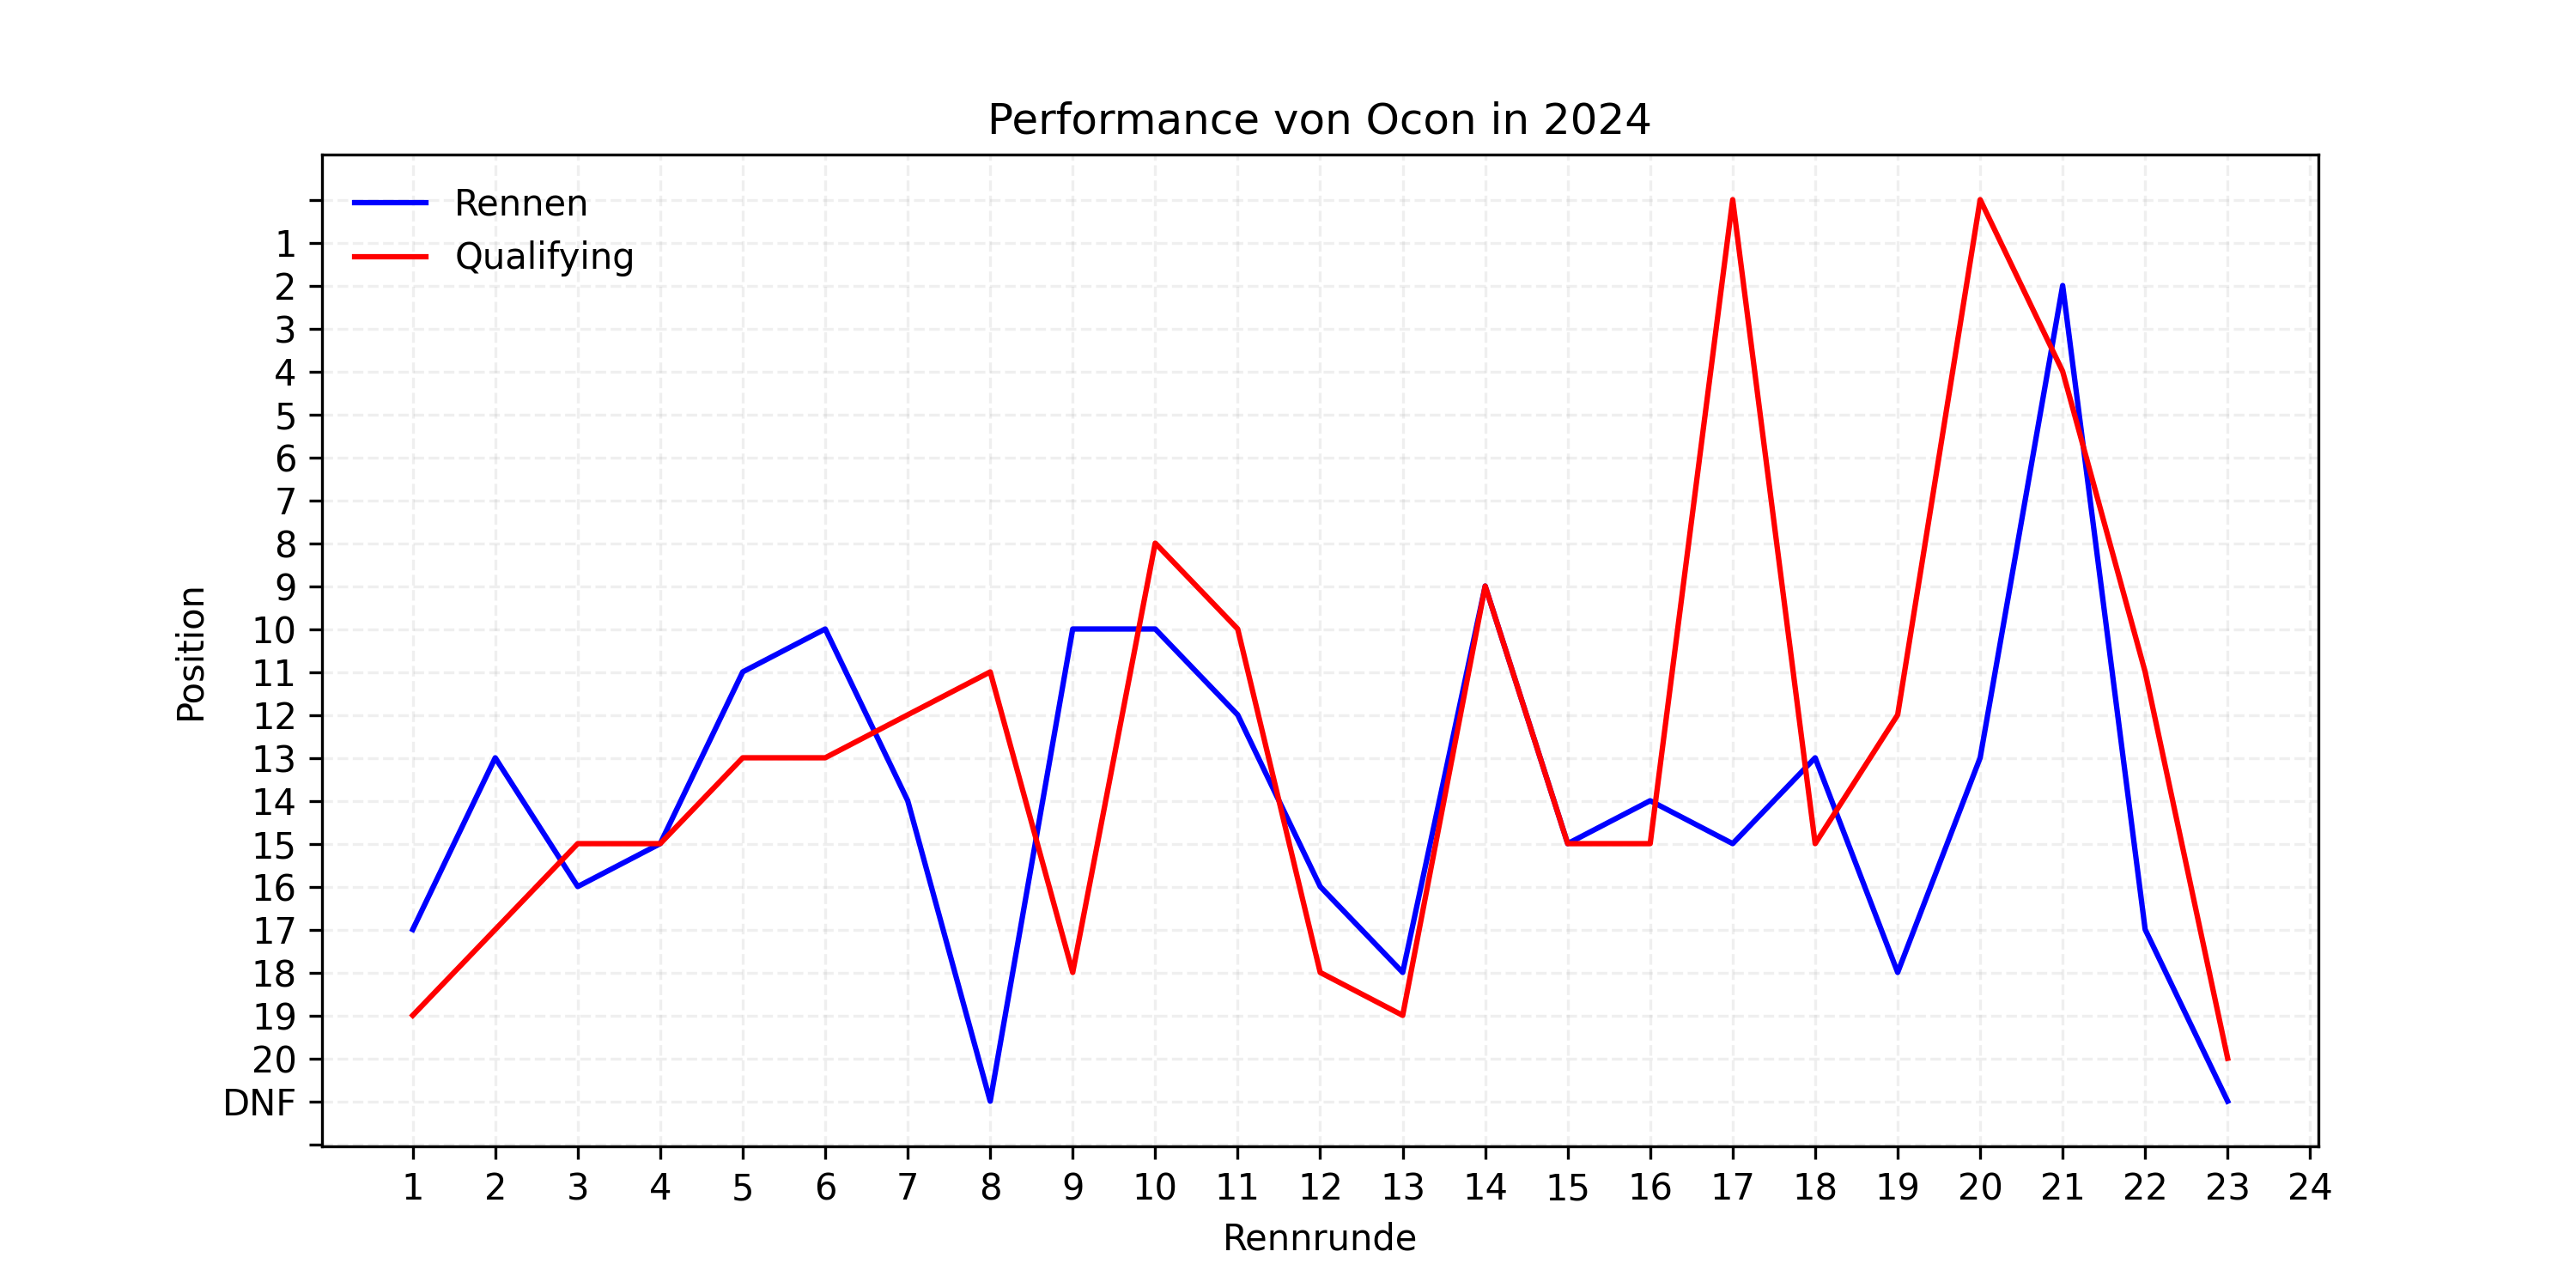 Performance von Ocon in 2024
Rennen
Qualifying
1
2
3
4
5
6
7
8
9
10
11
12
13
14
15
16
17
18
19
20
DNF
Position
1 2 3 4 5 6 7 8 9 10 11 12 13 14 15 16 17 18 19 20 21 22 23 24
Rennrunde